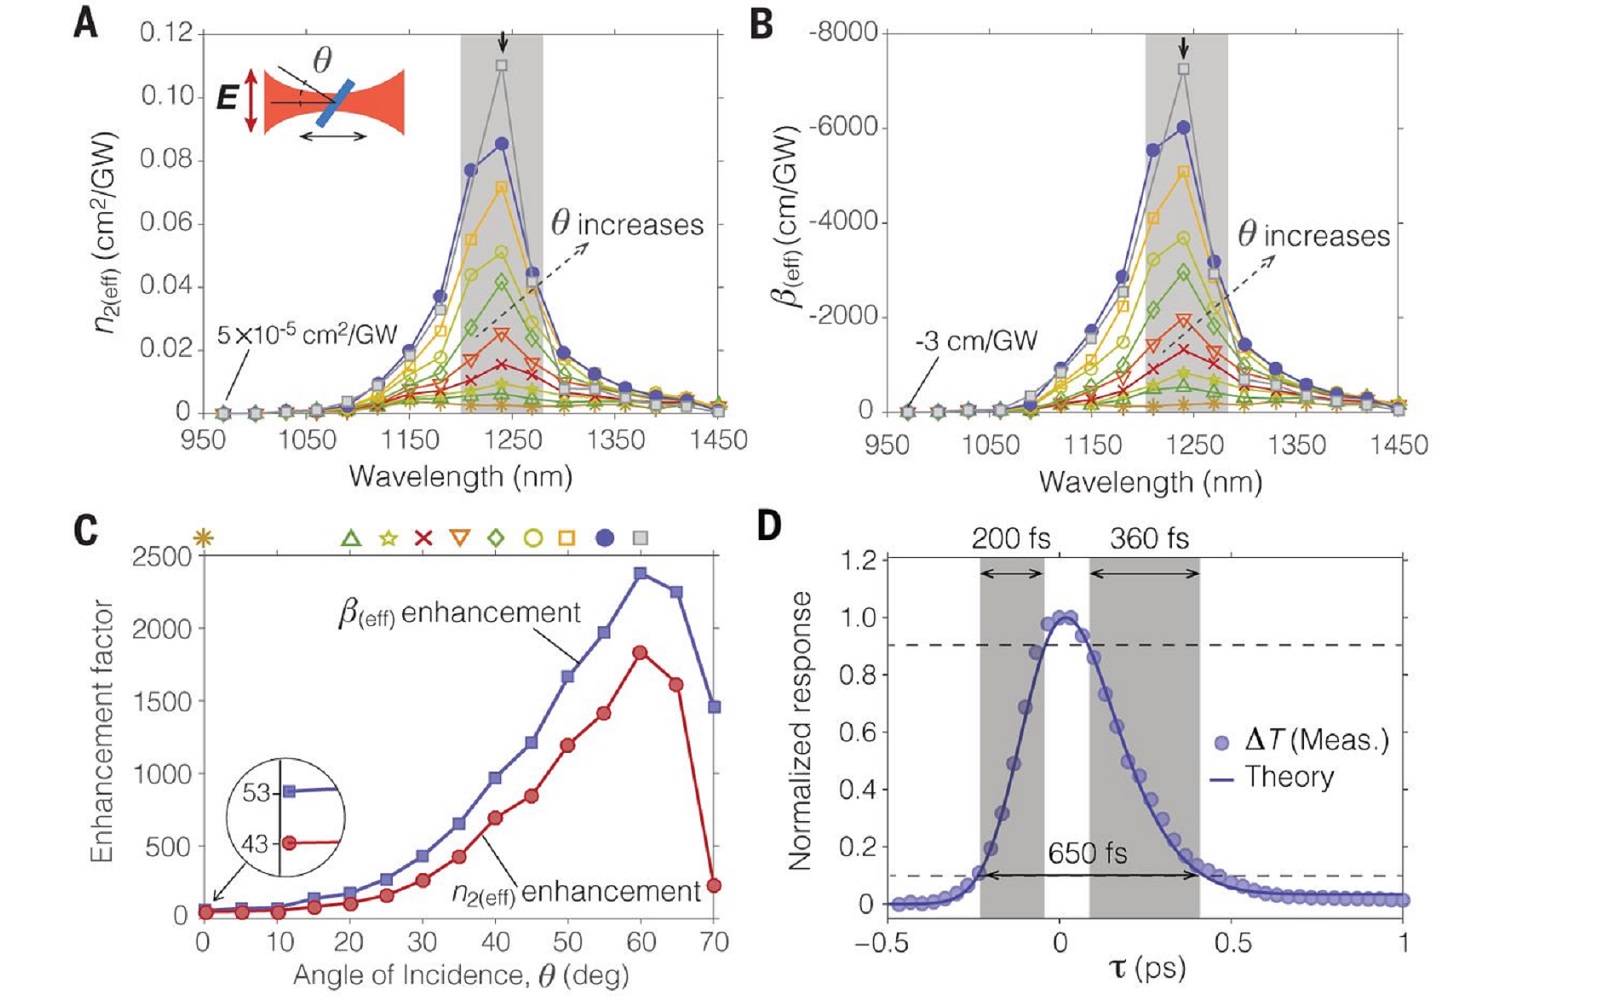 A
0.12
0.10
0.08
0.06
0.04
0.02
0
n2(eff) (cm²/GW)
θ
E
θ increases
5×10⁻⁵ cm²/GW
950 1050 1150 1250 1350 1450
Wavelength (nm)
B
-8000
-6000
-4000
-2000
0
β(eff) (cm/GW)
θ increases
-3 cm/GW
950 1050 1150 1250 1350 1450
Wavelength (nm)
C
2500
2000
1500
1000
500
0
Enhancement factor
β(eff) enhancement
53
43
n2(eff) enhancement
0 10 20 30 40 50 60 70
Angle of Incidence, θ (deg)
D
200 fs 360 fs
1.2
1.0
0.8
0.6
0.4
0.2
0
Normalized response
ΔT (Meas.)
Theory
650 fs
−0.5 0 0.5 1
τ (ps)